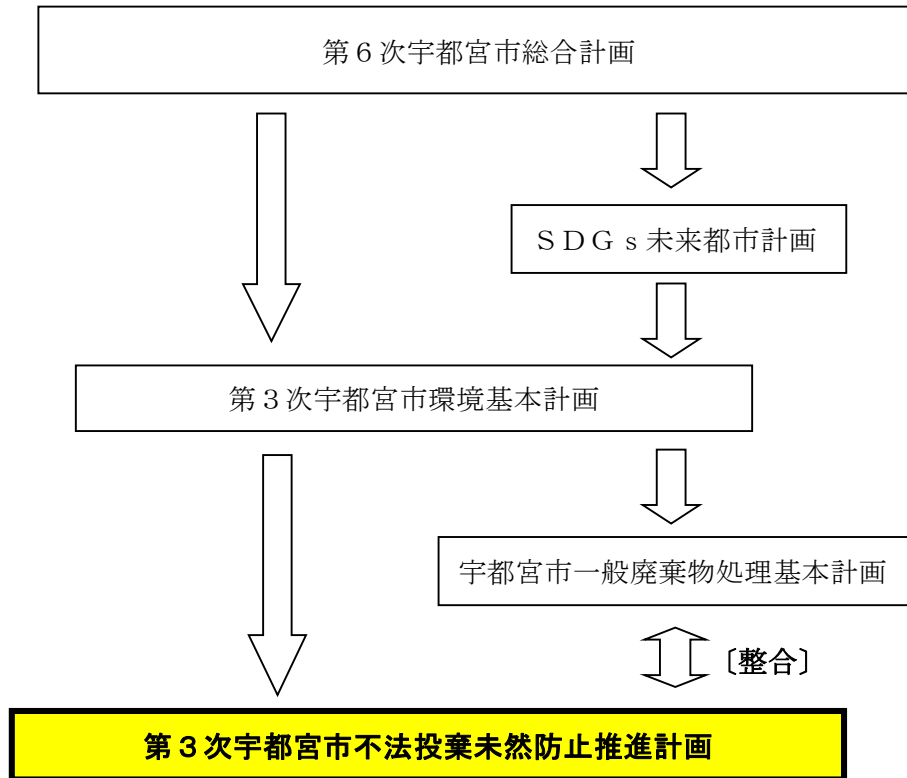 第６次宇都宮市総合計画
ＳＤＧｓ未来都市計画
第３次宇都宮市環境基本計画
宇都宮市一般廃棄物処理基本計画
〔整合〕
第３次宇都宮市不法投棄未然防止推進計画